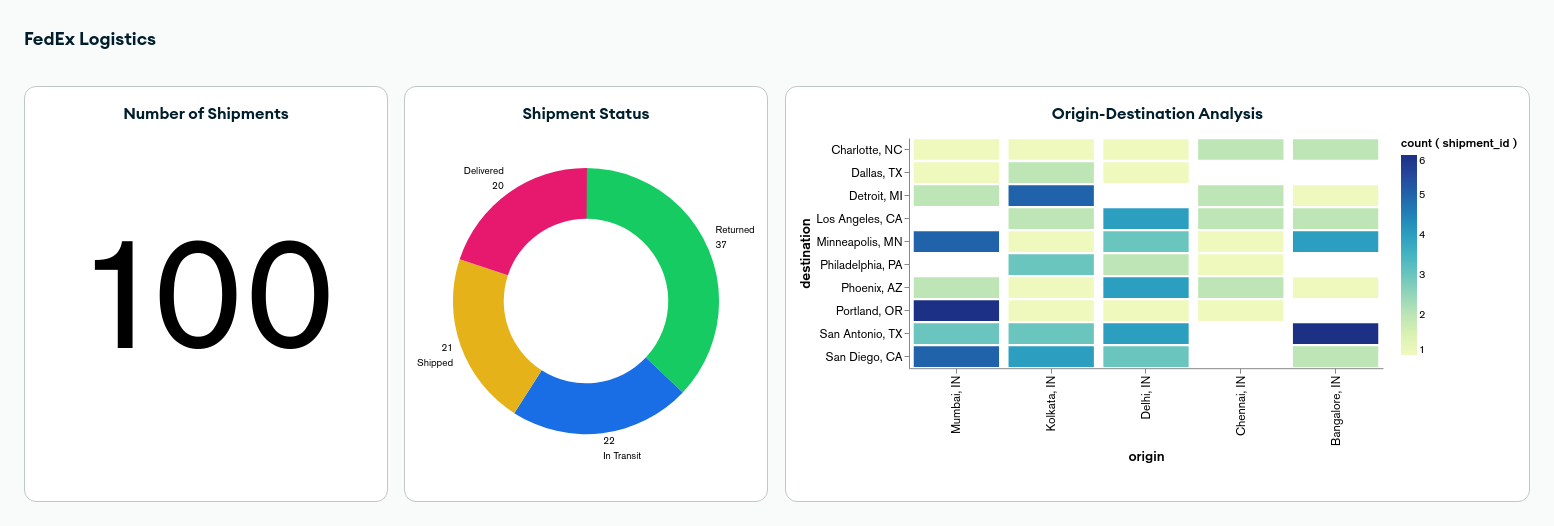 FedEx Logistics
Number of Shipments
100
Shipment Status
Delivered
20
Returned
37
21
Shipped
22
In Transit
Origin-Destination Analysis
destination
Charlotte, NC
Dallas, TX
Detroit, MI
Los Angeles, CA
Minneapolis, MN
Philadelphia, PA
Phoenix, AZ
Portland, OR
San Antonio, TX
San Diego, CA
Mumbai, IN
Kolkata, IN
Delhi, IN
Chennai, IN
Bangalore, IN
origin
count ( shipment_id )
6
5
4
3
2
1